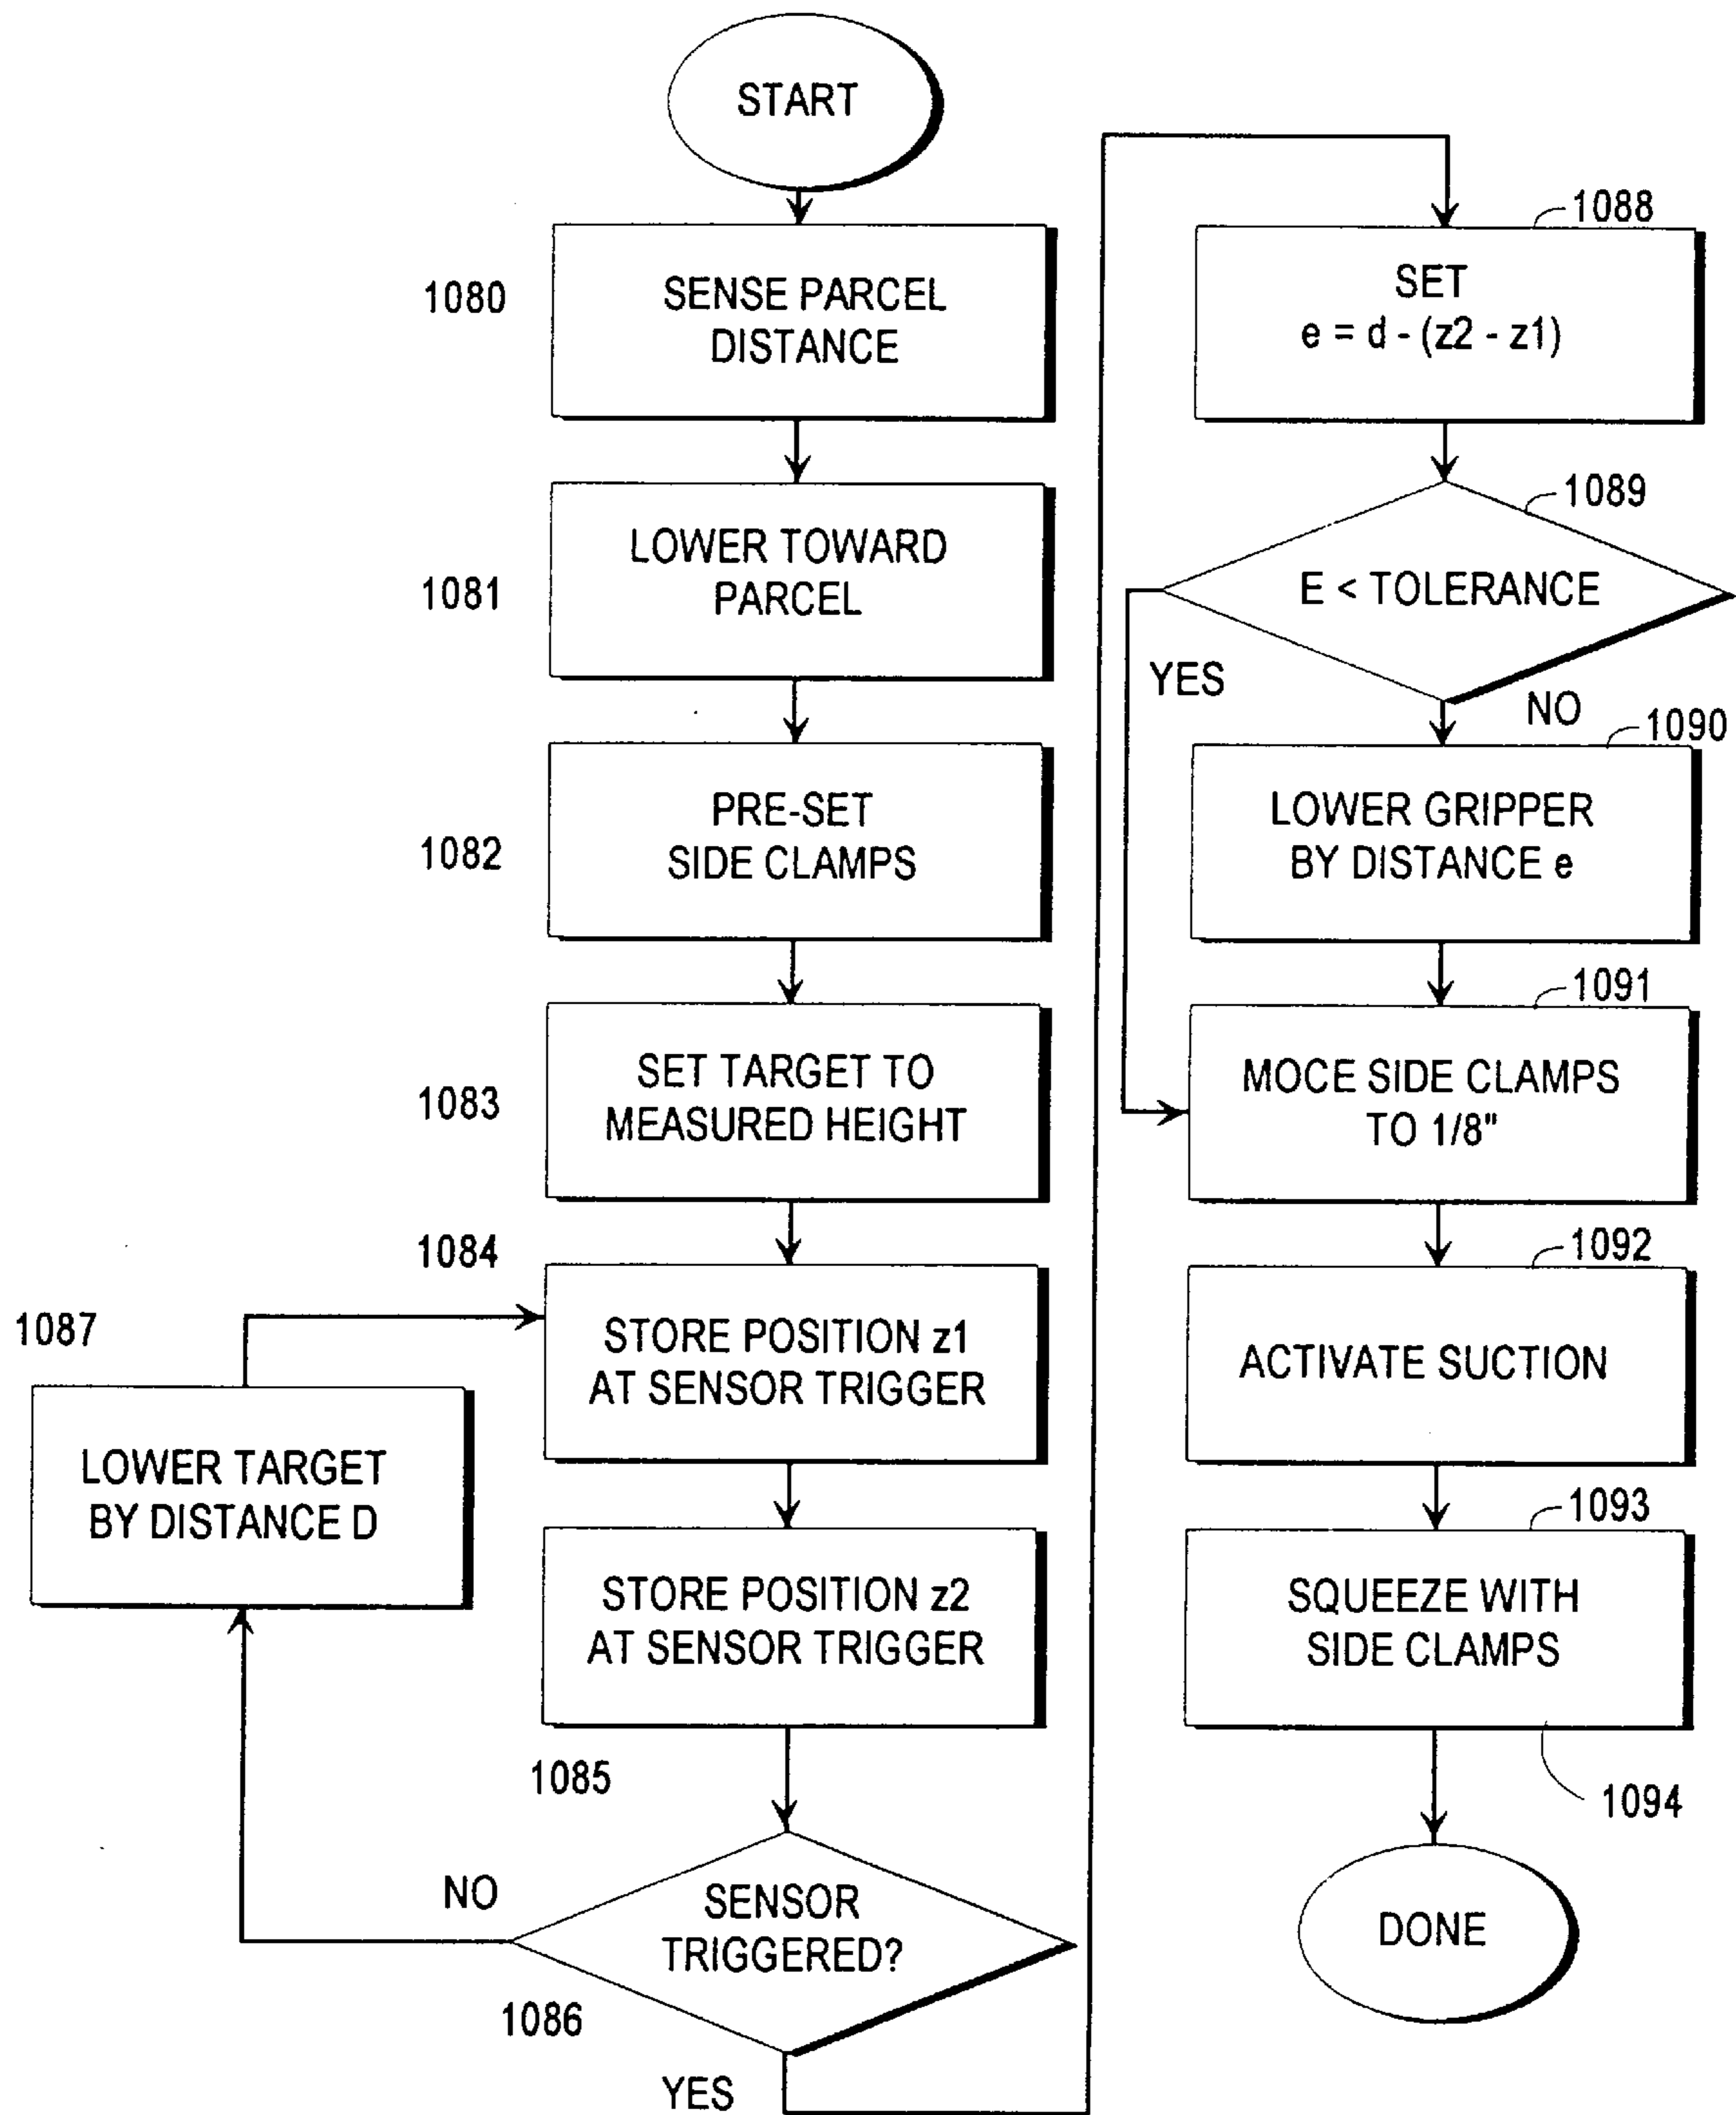 START
1080
SENSE PARCEL
DISTANCE
1081
LOWER TOWARD
PARCEL
1082
PRE-SET
SIDE CLAMPS
1083
SET TARGET TO
MEASURED HEIGHT
1084
STORE POSITION z1
AT SENSOR TRIGGER
1087
LOWER TARGET
BY DISTANCE D
STORE POSITION z2
AT SENSOR TRIGGER
1085
SENSOR
TRIGGERED?
NO
1086
YES
1088
SET
e = d - (z2 - z1)
1089
E < TOLERANCE
YES
NO
1090
LOWER GRIPPER
BY DISTANCE e
1091
MOCE SIDE CLAMPS
TO 1/8"
1092
ACTIVATE SUCTION
1093
SQUEEZE WITH
SIDE CLAMPS
1094
DONE